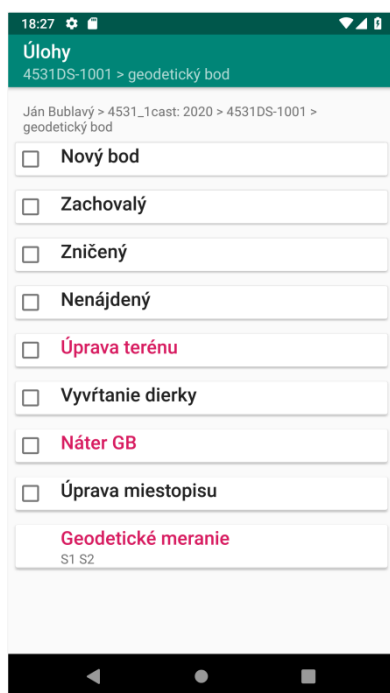 18:27
Úlohy
4531DS-1001 > geodetický bod
Ján Bublavý > 4531_1cast: 2020 > 4531DS-1001 >
geodetický bod
Nový bod
Zachovalý
Zničený
Nenájdený
Úprava terénu
Vyvŕtanie dierky
Náter GB
Úprava miestopisu
Geodetické meranie
S1 S2